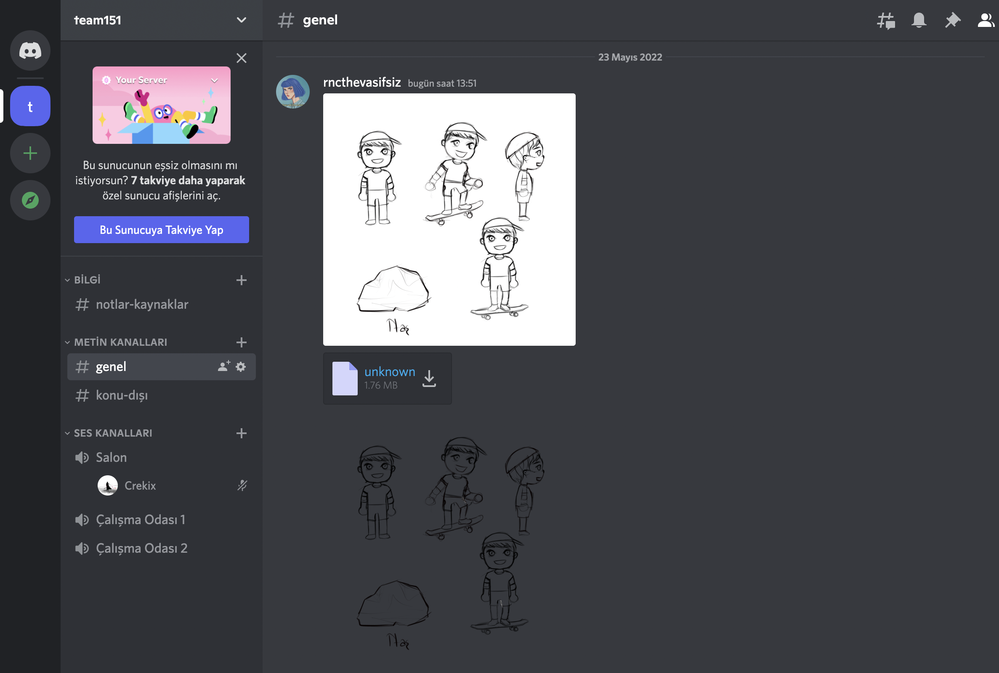 team151
Your Server
Bu sunucunun eşsiz olmasını mı
istiyorsun? 7 takviye daha yaparak
özel sunucu afişlerini aç.
Bu Sunucuya Takviye Yap
t
BİLGİ
notlar-kaynaklar
METİN KANALLARI
genel
konu-dışı
SES KANALLARI
Salon
Crekix
Çalışma Odası 1
Çalışma Odası 2
# genel
23 Mayıs 2022
rncthevasifsiz bugün saat 13:51
Taş
unknown
1.76 MB
Taş